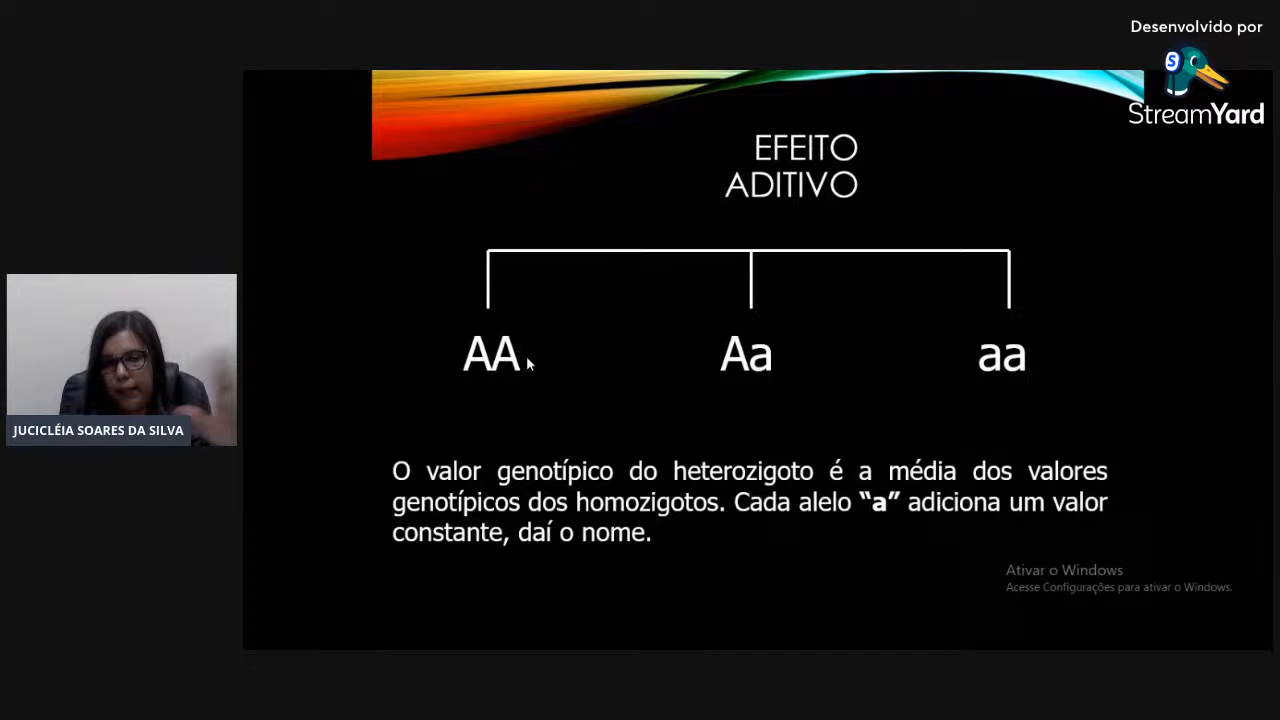 Desenvolvido por
StreamYard
EFEITO
ADITIVO
AA
Aa
aa
JUCICLÉIA SOARES DA SILVA
O valor genotípico do heterozigoto é a média dos valores
genotípicos dos homozigotos. Cada alelo “a” adiciona um valor
constante, daí o nome.
Ativar o Windows
Acesse Configurações para ativar o Windows.